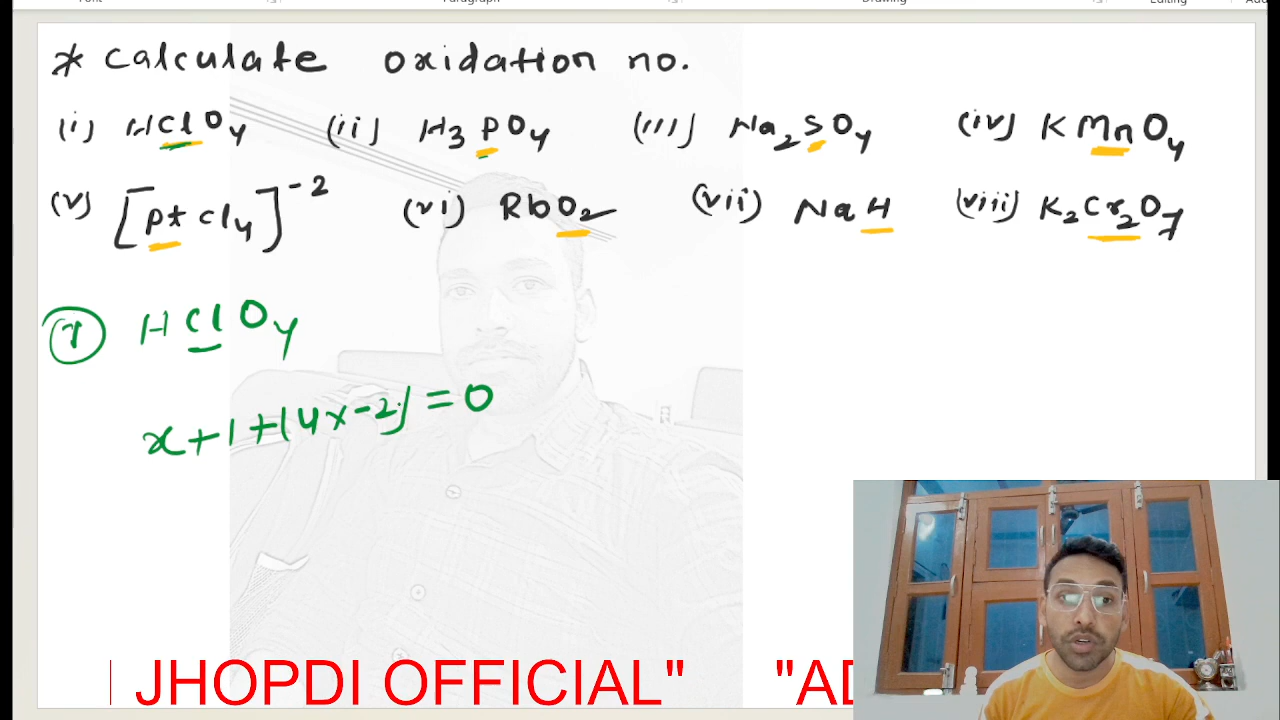 * Calculate oxidation no.
(i) HClO4 (ii) H3PO4 (iii) Na2SO4 (iv) KMnO4
(v) [PtCl4]-2 (vi) RbO2 (vii) NaH (viii) K2Cr2O7
HClO4
x+1+(4x-2)=0
JHOPDI OFFICIAL" "AD